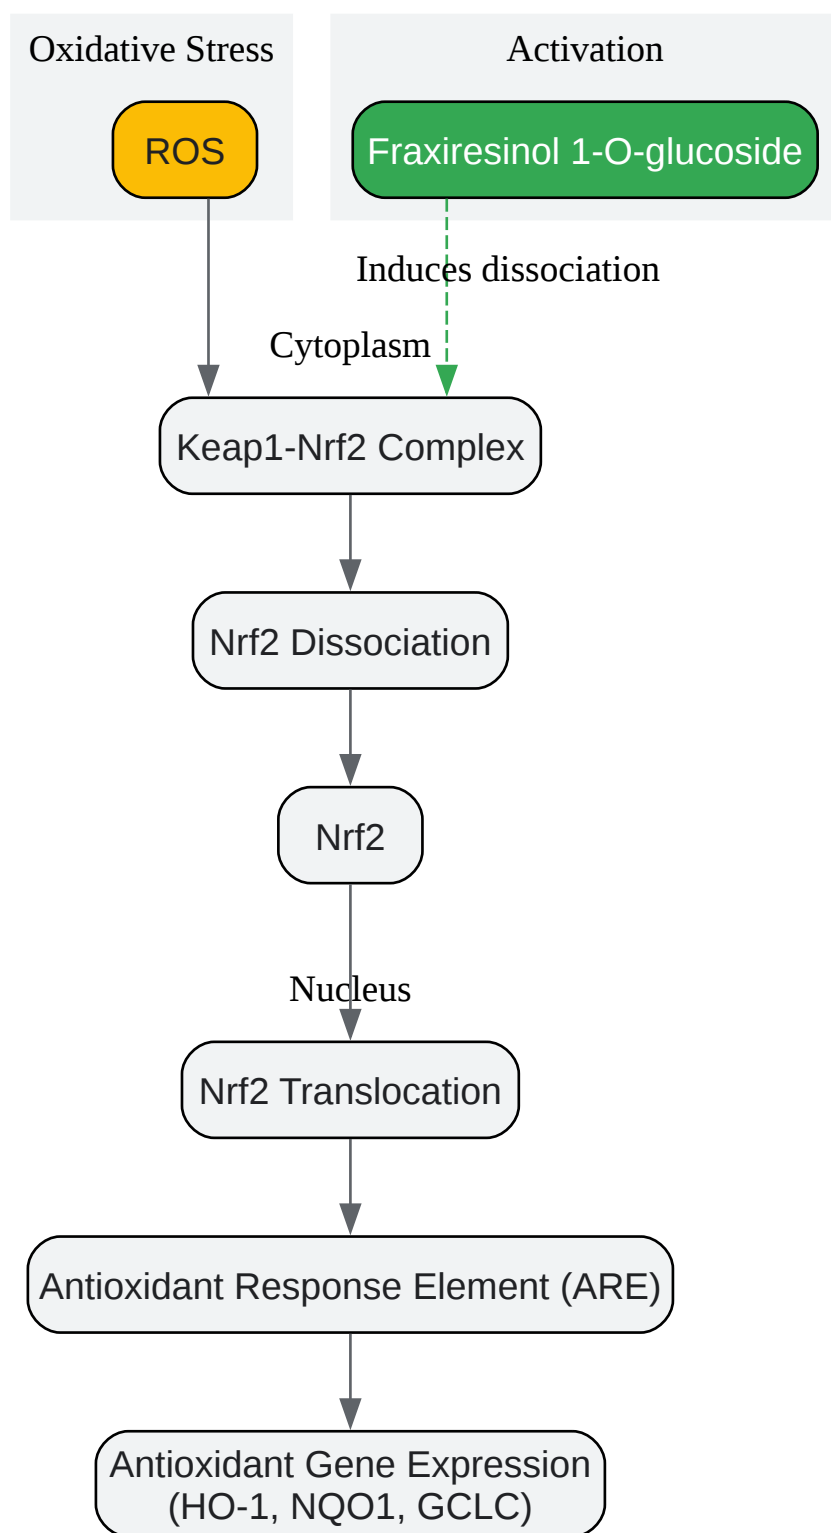 Oxidative Stress
Activation
ROS
Fraxiresinol 1-O-glucoside
Induces dissociation
Cytoplasm
Keap1-Nrf2 Complex
Nrf2 Dissociation
Nrf2
Nucleus
Nrf2 Translocation
Antioxidant Response Element (ARE)
Antioxidant Gene Expression
(HO-1, NQO1, GCLC)